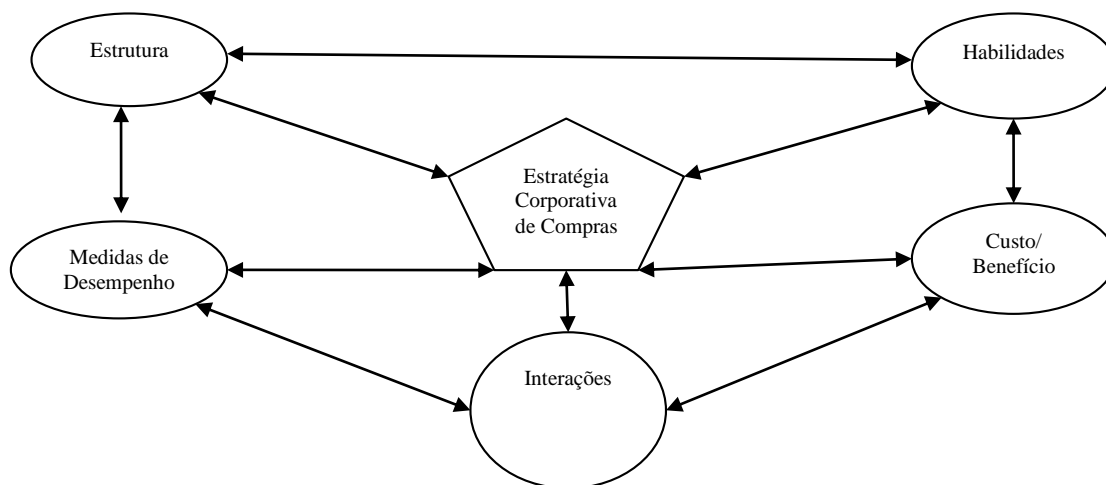 Estrutura
Habilidades
Estratégia
Corporativa
de Compras
Medidas de
Desempenho
Custo/
Benefício
Interações